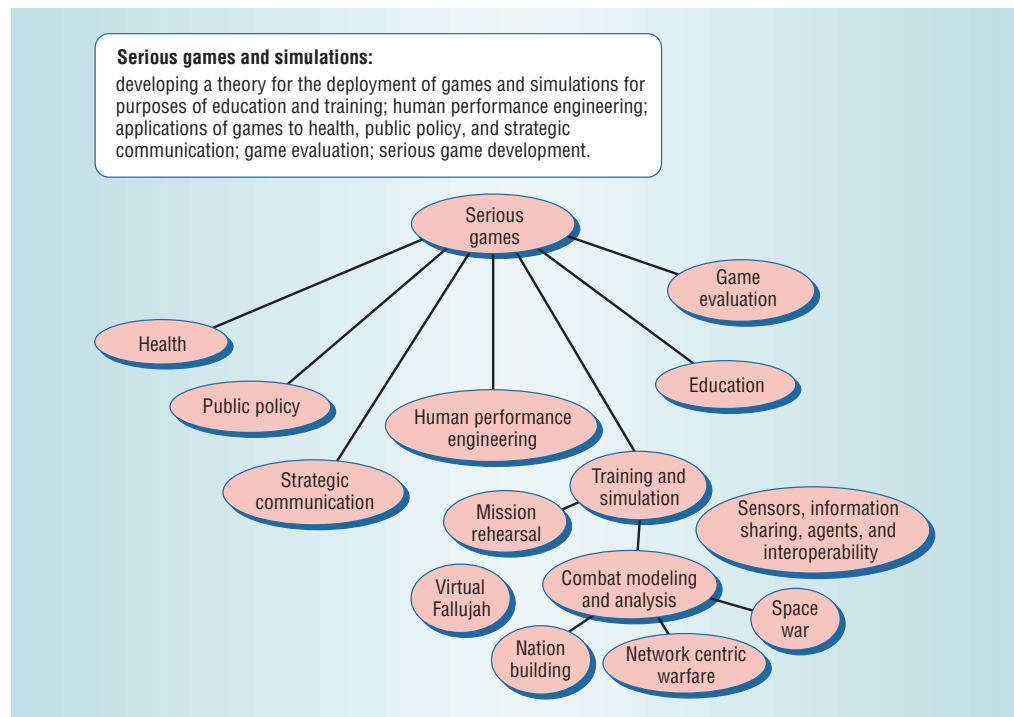 Serious games and simulations:
developing a theory for the deployment of games and simulations for
purposes of education and training; human performance engineering;
applications of games to health, public policy, and strategic
communication; game evaluation; serious game development.
Serious
games
Game
evaluation
Health
Education
Public policy
Human performance
engineering
Strategic
communication
Training and
simulation
Mission
rehearsal
Sensors, information
sharing, agents, and
interoperability
Virtual
Fallujah
Combat modeling
and analysis
Space
war
Nation
building
Network centric
warfare